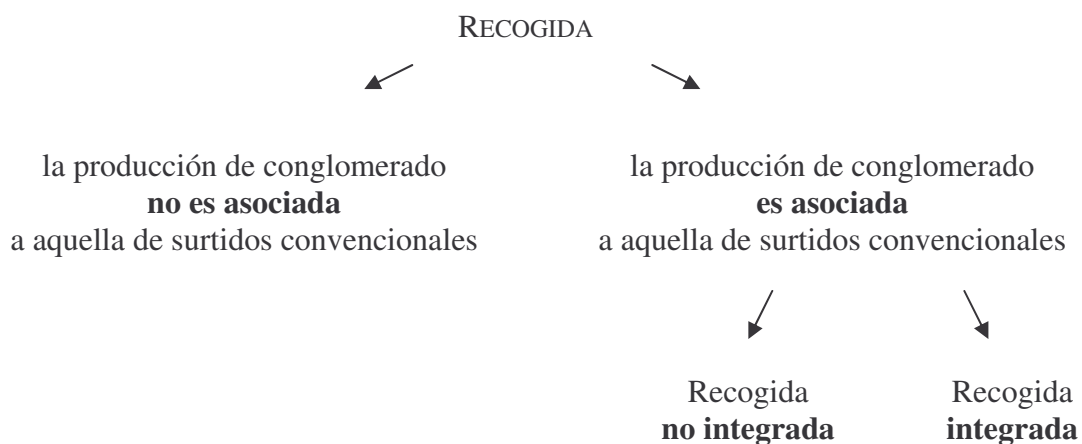 RECOGIDA
la producción de conglomerado
no es asociada
a aquella de surtidos convencionales
la producción de conglomerado
es asociada
a aquella de surtidos convencionales
Recogida
no integrada
Recogida
integrada